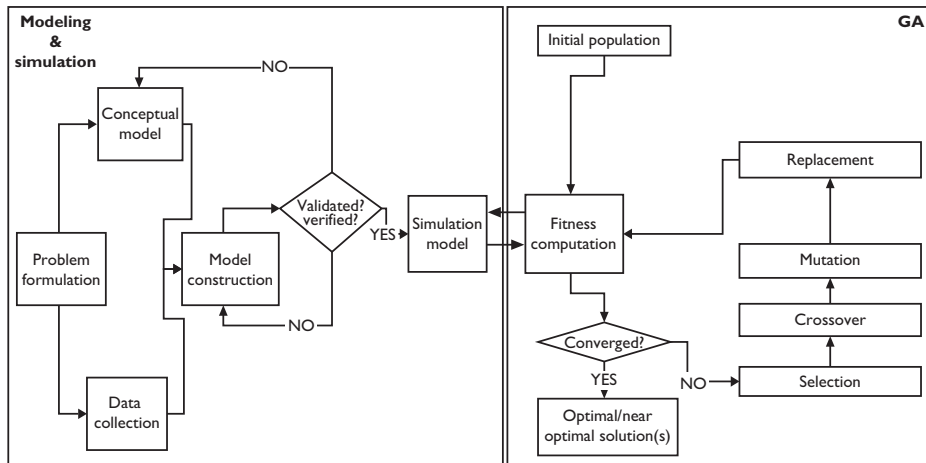 Modeling
&
simulation
NO
Conceptual
model
Problem
formulation
Model
construction
Validated?
verified?
YES
Simulation
model
NO
Data
collection
GA
Initial population
Fitness
computation
Replacement
Mutation
Crossover
Selection
Converged?
NO
YES
Optimal/near
optimal solution(s)